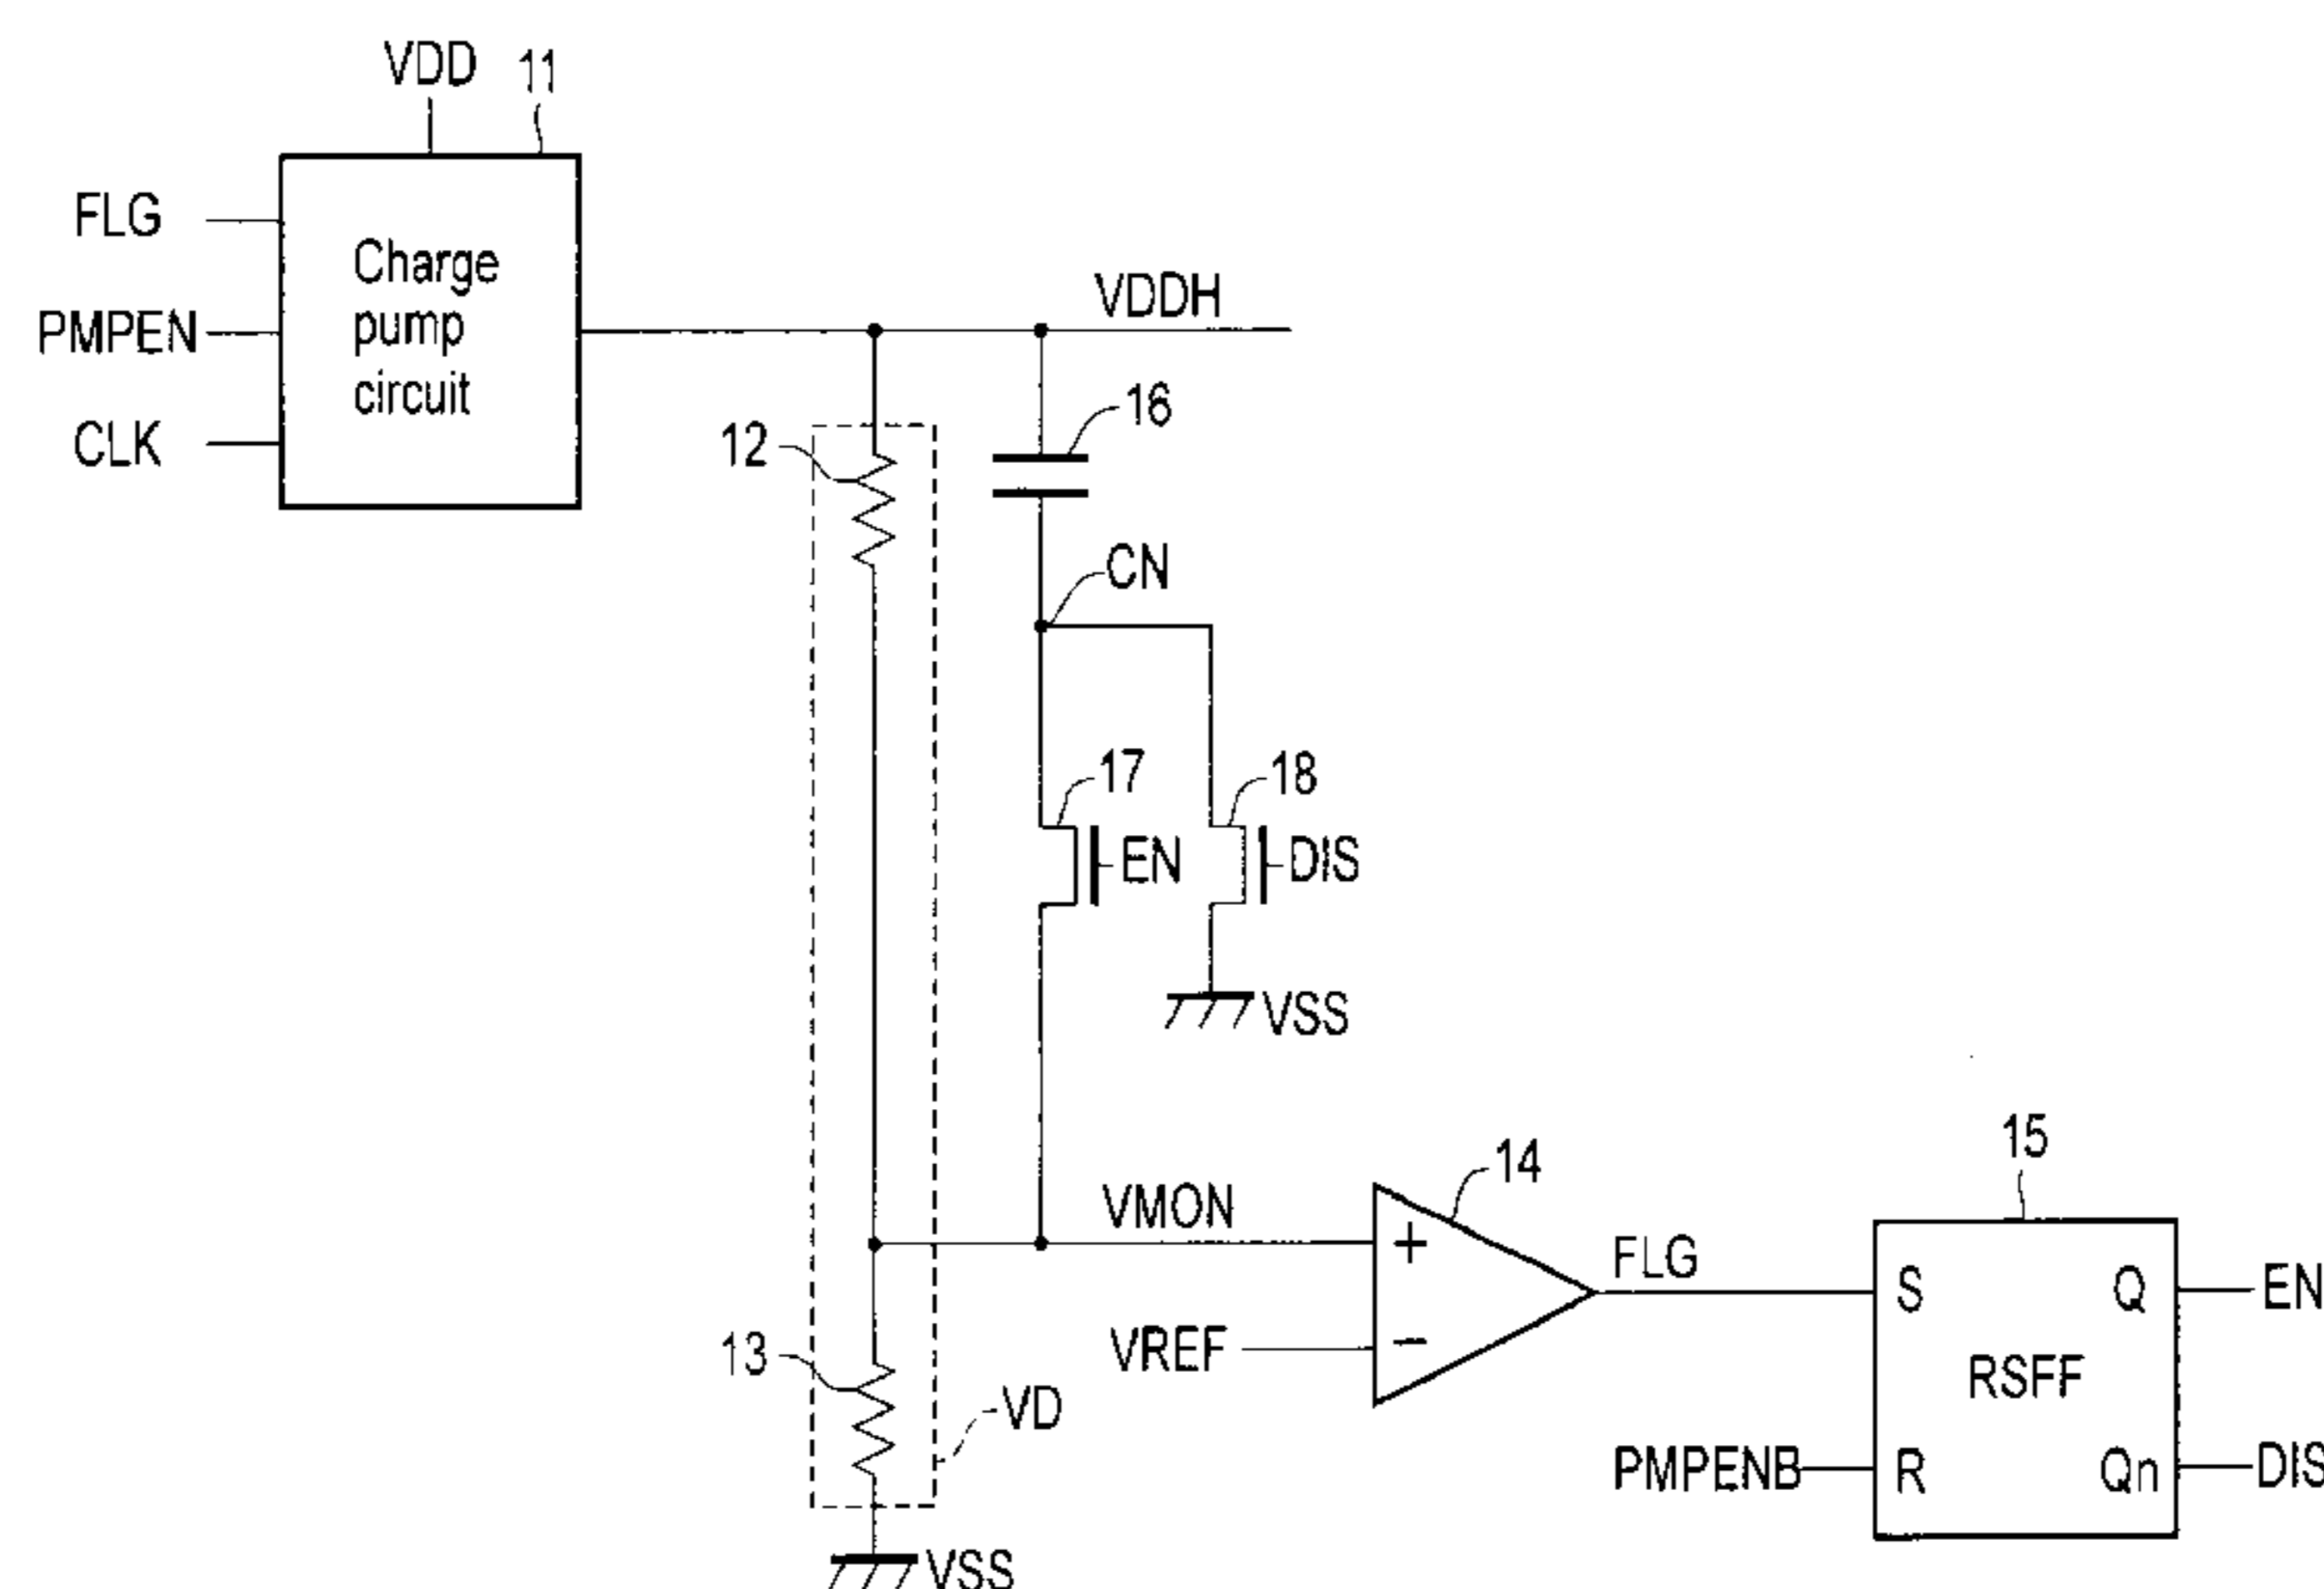 VDD 11
FLG
Charge
pump
circuit
PMPEN
CLK
VDDH
16
12
CN
17
18
EN
DIS
VSS
15
14
VMON
FLG
S
Q
EN
VREF
RSFF
13
VD
PMPENB
R
Qn
DIS
VSS